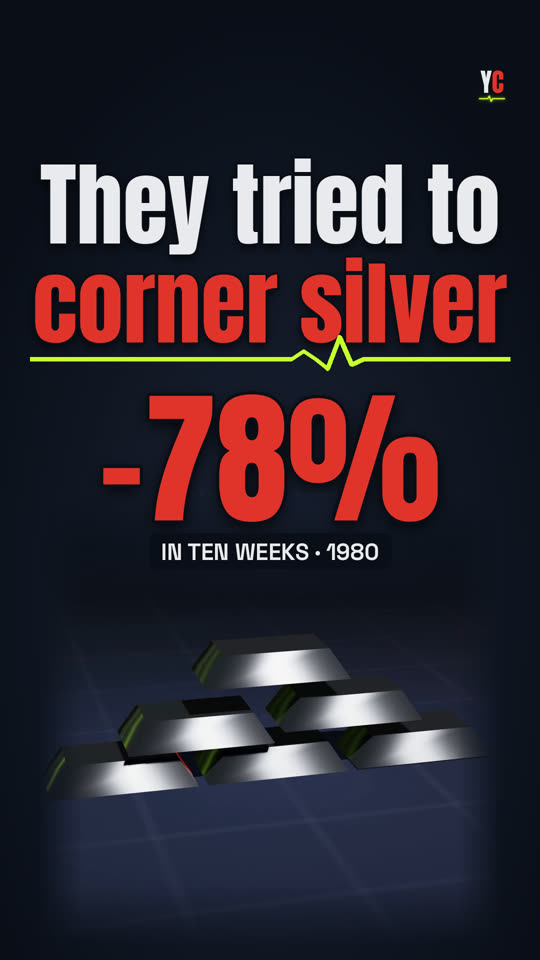 YC
They tried to
corner silver
-78%
IN TEN WEEKS • 1980